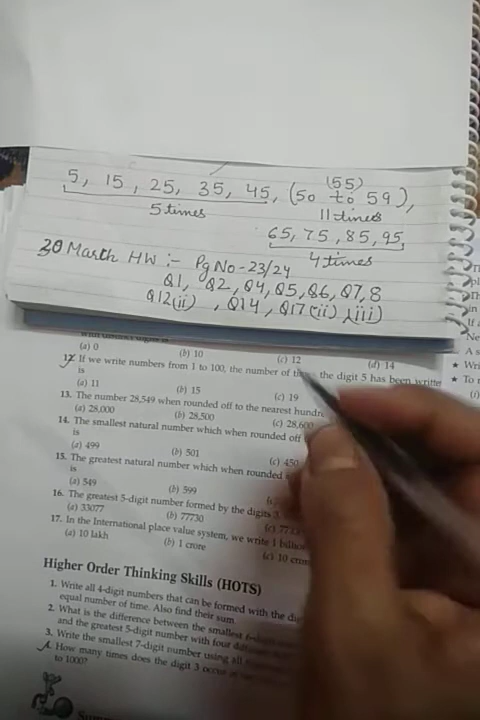 (55)
5, 15, 25, 35, 45, (50 to 59),
5 times 11 times
65, 75, 85, 95
4 times
30 March HW :- Pg No - 23/24
Q1, Q2, Q4, Q5, Q6, Q7, 8
Q12(ii) , Q14, Q17(ii), (iii)
(a) 0 (b) 10 (c) 12 (d) 14
12. If we write numbers from 1 to 100, the number of the digit 5 has been writte
is
(a) 11 (b) 15 (c) 19
13. The number 28,549 when rounded off to the nearest hundre
(a) 28,000 (b) 28,500 (c) 28,600
14. The smallest natural number which when rounded off
is
(a) 499 (b) 501 (c) 450
15. The greatest natural number which when rounded
is
(a) 549 (b) 599
16. The greatest 5-digit number formed by the digits 3,
(a) 33077 (b) 77730
17. In the International place value system, we write 1 billion
(a) 10 lakh (b) 1 crore (c) 10 cror
Higher Order Thinking Skills (HOTS)
1. Write all 4-digit numbers that can be formed with the dig
equal number of time. Also find their sum.
2. What is the difference between the smallest 6-digit
and the greatest 5-digit number with four different
3. Write the smallest 7-digit number using all
4. How many times does the digit 3 occur
to 1000?